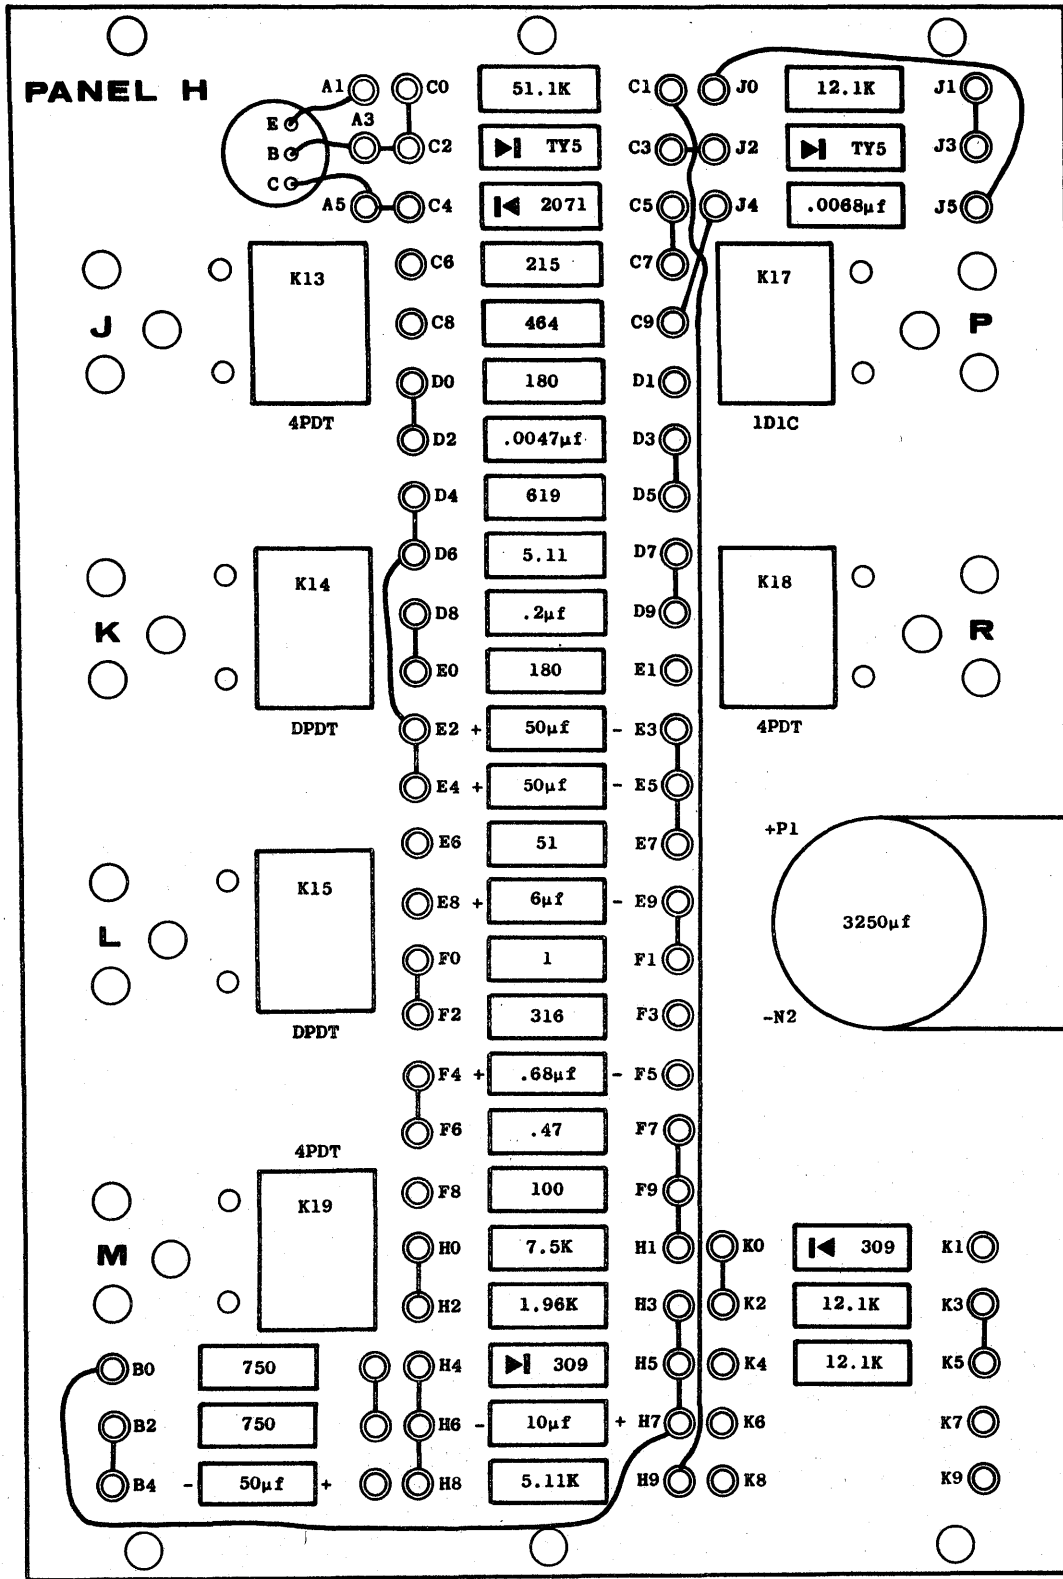 A1 C0 51.1K C1 J0 12.1K J1
PANEL H
E A3
B C2 TY5 C3 J2 TY5 J3
C
A5 C4 2071 C5 J4 .0068μf J5
C6 215 C7
K13 K17
J C8 464 C9 P
D0 180 D1
4PDT 1D1C
D2 .0047μf D3
D4 619 D5
D6 5.11 D7
K14 K18
K D8 .2μf D9 R
E0 180 E1
DPDT E2 + 50μf - E3 4PDT
E4 + 50μf - E5
+P1
E6 51 E7
K15
E8 + 6μf - E9 3250μf
L
F0 1 F1
F2 316 F3 -N2
DPDT
F4 + .68μf - F5
F6 .47 F7
4PDT
F8 100 F9
K19
M H0 7.5K H1 K0 309 K1
H2 1.96K H3 K2 12.1K K3
B0 750 H4 309 H5 K4 12.1K K5
B2 750 H6 - 10μf + H7 K6 K7
B4 - 50μf + H8 5.11K H9 K8 K9